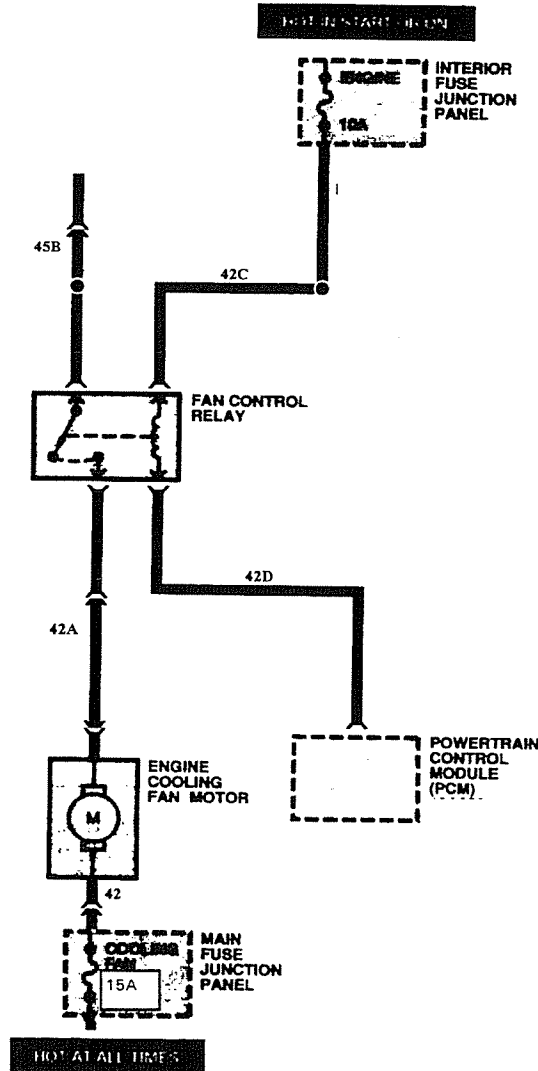 HOT IN START OR ON
ENGINE
10A
INTERIOR
FUSE
JUNCTION
PANEL
45B
42C
FAN CONTROL
RELAY
42D
42A
ENGINE
COOLING
FAN MOTOR
M
POWERTRAIN
CONTROL
MODULE
(PCM)
42
COOLING
FAN
15A
MAIN
FUSE
JUNCTION
PANEL
HOT AT ALL TIMES